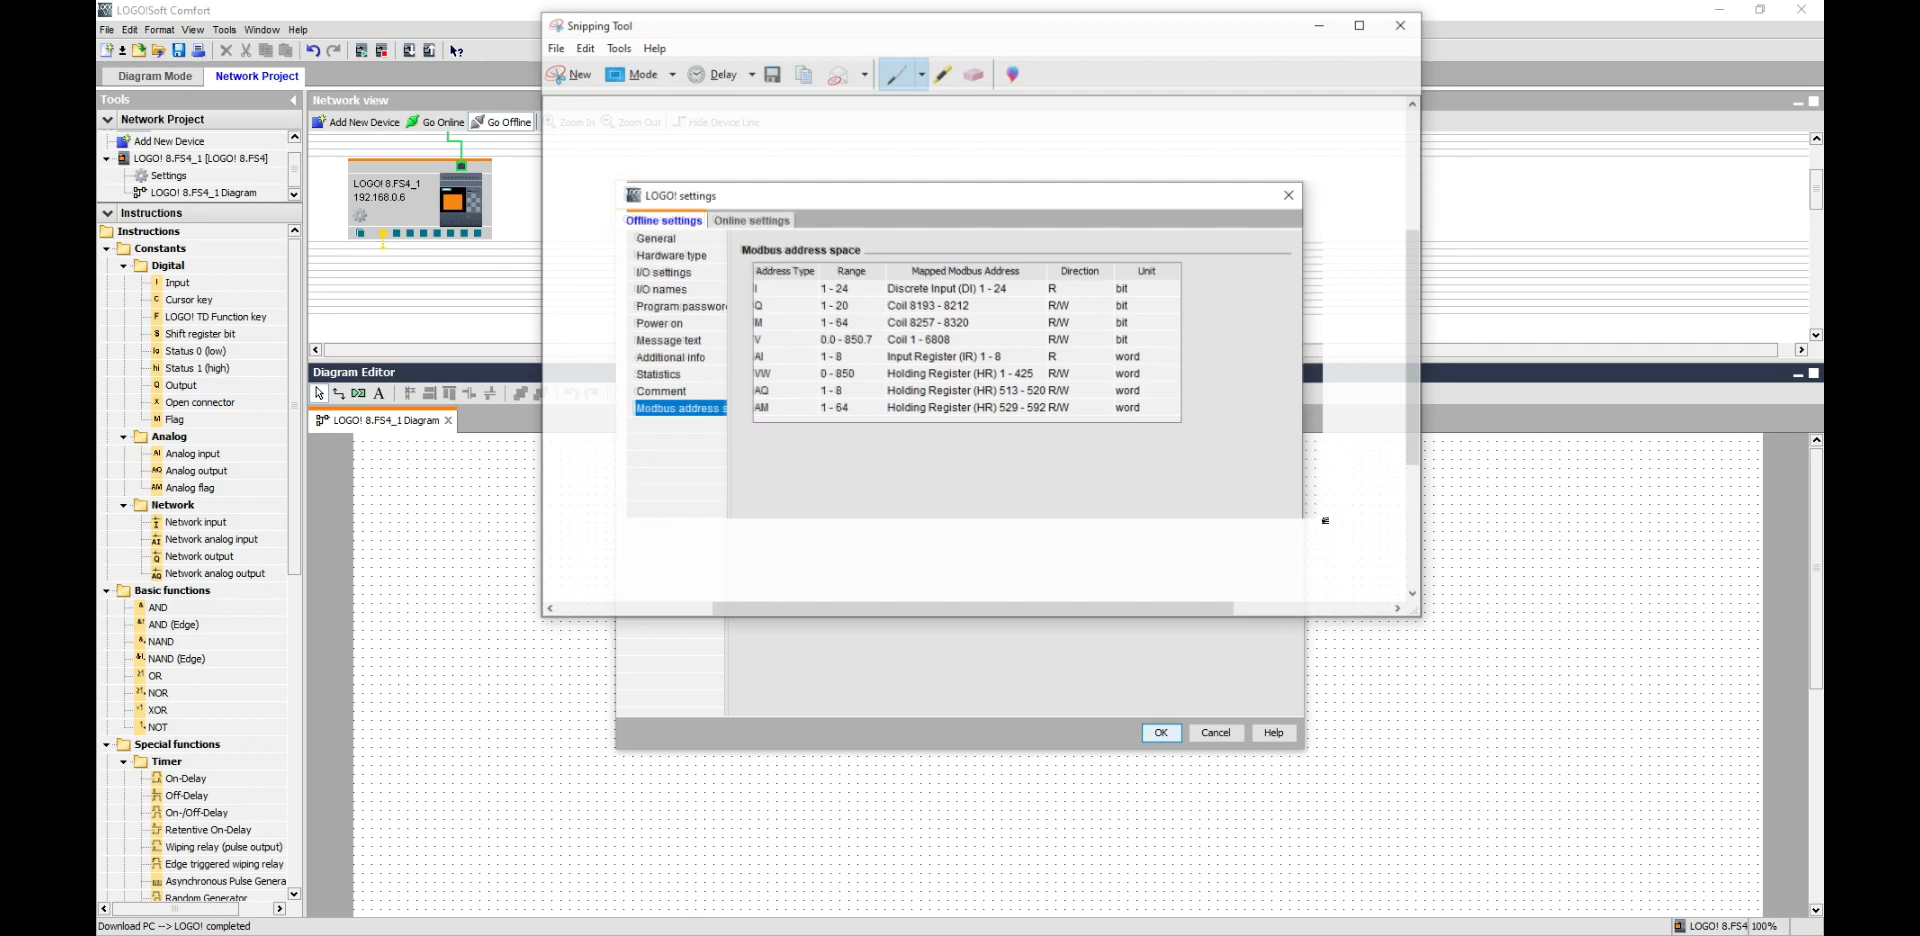 LOGO!Soft Comfort
File Edit Format View Tools Window Help
Diagram Mode Network Project
Tools
Network Project
Add New Device
LOGO! 8.FS4_1 [LOGO! 8.FS4]
Settings
LOGO! 8.FS4_1 Diagram
Instructions
Instructions
Constants
Digital
I Input
C Cursor key
F LOGO! TD Function key
S Shift register bit
lo Status 0 (low)
hi Status 1 (high)
Q Output
X Open connector
M Flag
Analog
AI Analog input
AQ Analog output
AM Analog flag
Network
I Network input
AI Network analog input
Q Network output
AQ Network analog output
Basic functions
AND
AND (Edge)
NAND
NAND (Edge)
OR
NOR
XOR
NOT
Special functions
Timer
On-Delay
Off-Delay
On-/Off-Delay
Retentive On-Delay
Wiping relay (pulse output)
Edge triggered wiping relay
Asynchronous Pulse Genera
Random Generator
Network view
Add New Device Go Online Go Offline Zoom In Zoom Out Hide Device Line
LOGO! 8.FS4_1
192.168.0.6
Diagram Editor
A
LOGO! 8.FS4_1 Diagram
Snipping Tool
File Edit Tools Help
New Mode Delay
LOGO! settings
Offline settings Online settings
General
Hardware type
I/O settings
I/O names
Program password
Power on
Message text
Additional info
Statistics
Comment
Modbus address s
Modbus address space
Address Type Range Mapped Modbus Address Direction Unit
I 1 - 24 Discrete Input (DI) 1 - 24 R bit
Q 1 - 20 Coil 8193 - 8212 R/W bit
M 1 - 64 Coil 8257 - 8320 R/W bit
V 0.0 - 850.7 Coil 1 - 6808 R/W bit
AI 1 - 8 Input Register (IR) 1 - 8 R word
VW 0 - 850 Holding Register (HR) 1 - 425 R/W word
AQ 1 - 8 Holding Register (HR) 513 - 520 R/W word
AM 1 - 64 Holding Register (HR) 529 - 592 R/W word
OK Cancel Help
Download PC --> LOGO! completed
LOGO! 8.FS4 100%